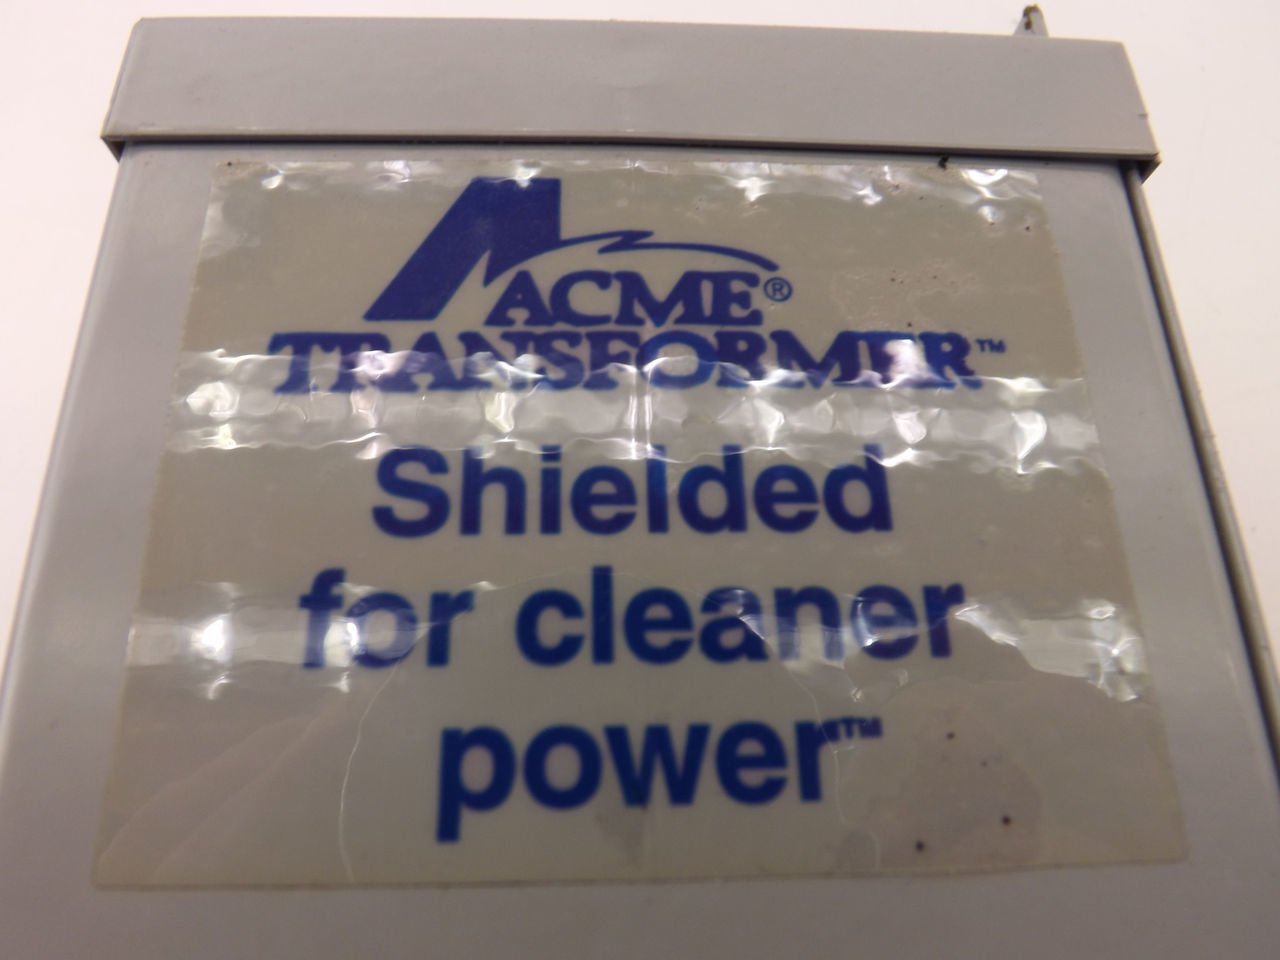 ACME®
TRANSFORMER™
Shielded
for cleaner
power™